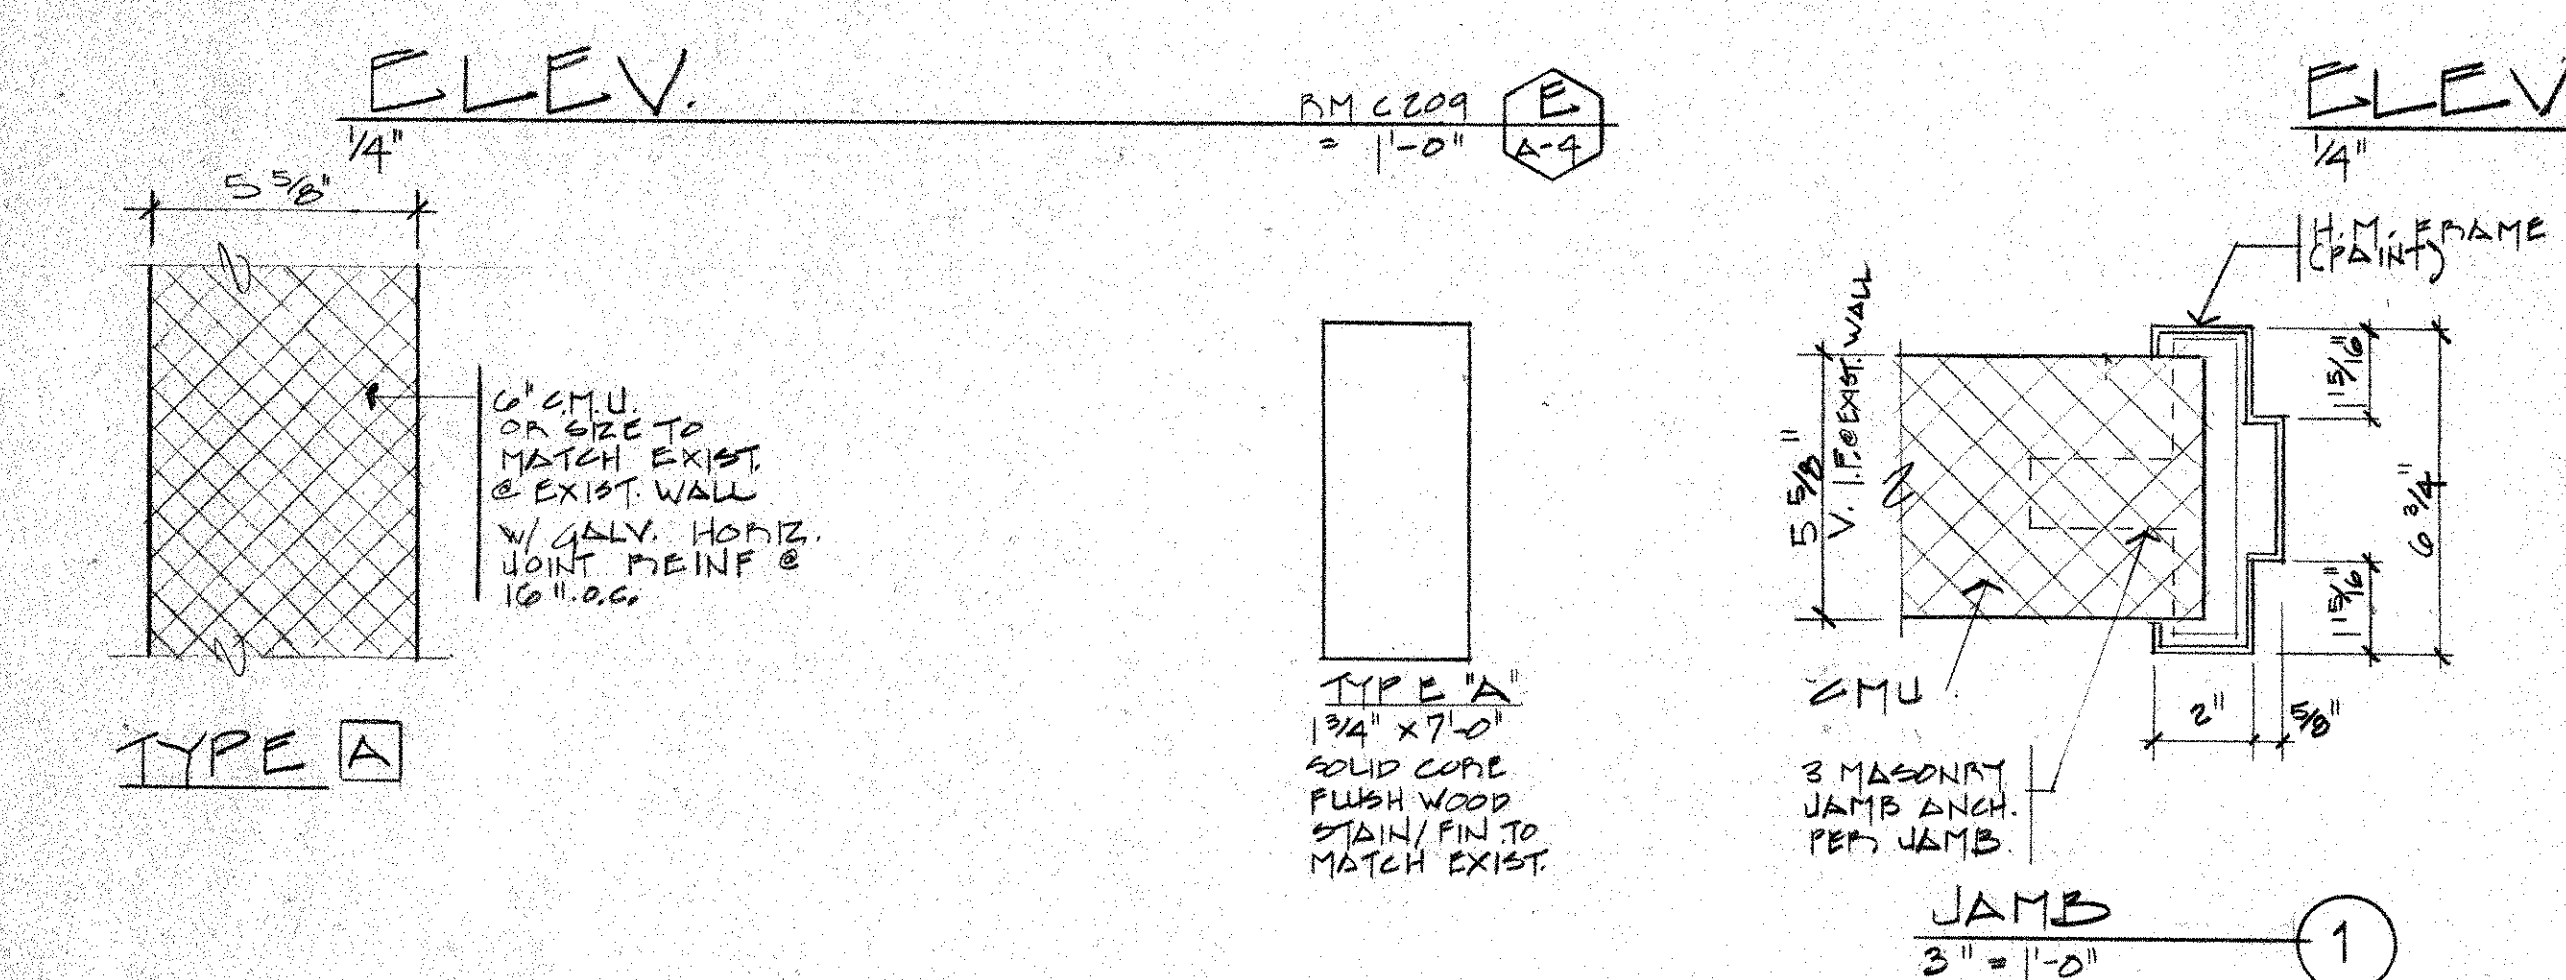 ELEV.
RM C209
1/4" = 1'-0"
E
A-4
ELEV
1/4"
5 5/8"
6" C.M.U.
OR SIZE TO
MATCH EXIST.
@ EXIST. WALL
W/ GALV. HORIZ.
JOINT REINF @
16" O.C.
TYPE A
TYPE "A"
1 3/4" x 7'-0"
SOLID CORE
FLUSH WOOD
STAIN/FIN TO
MATCH EXIST.
H.M. FRAME
(PAINT)
5 5/8"
V.I.F. @ EXIST. WALL
1 5/16"
6 3/4"
1 5/16"
2"
5/8"
CMU
3 MASONRY
JAMB ANCH.
PER JAMB
JAMB
3" = 1'-0"
1